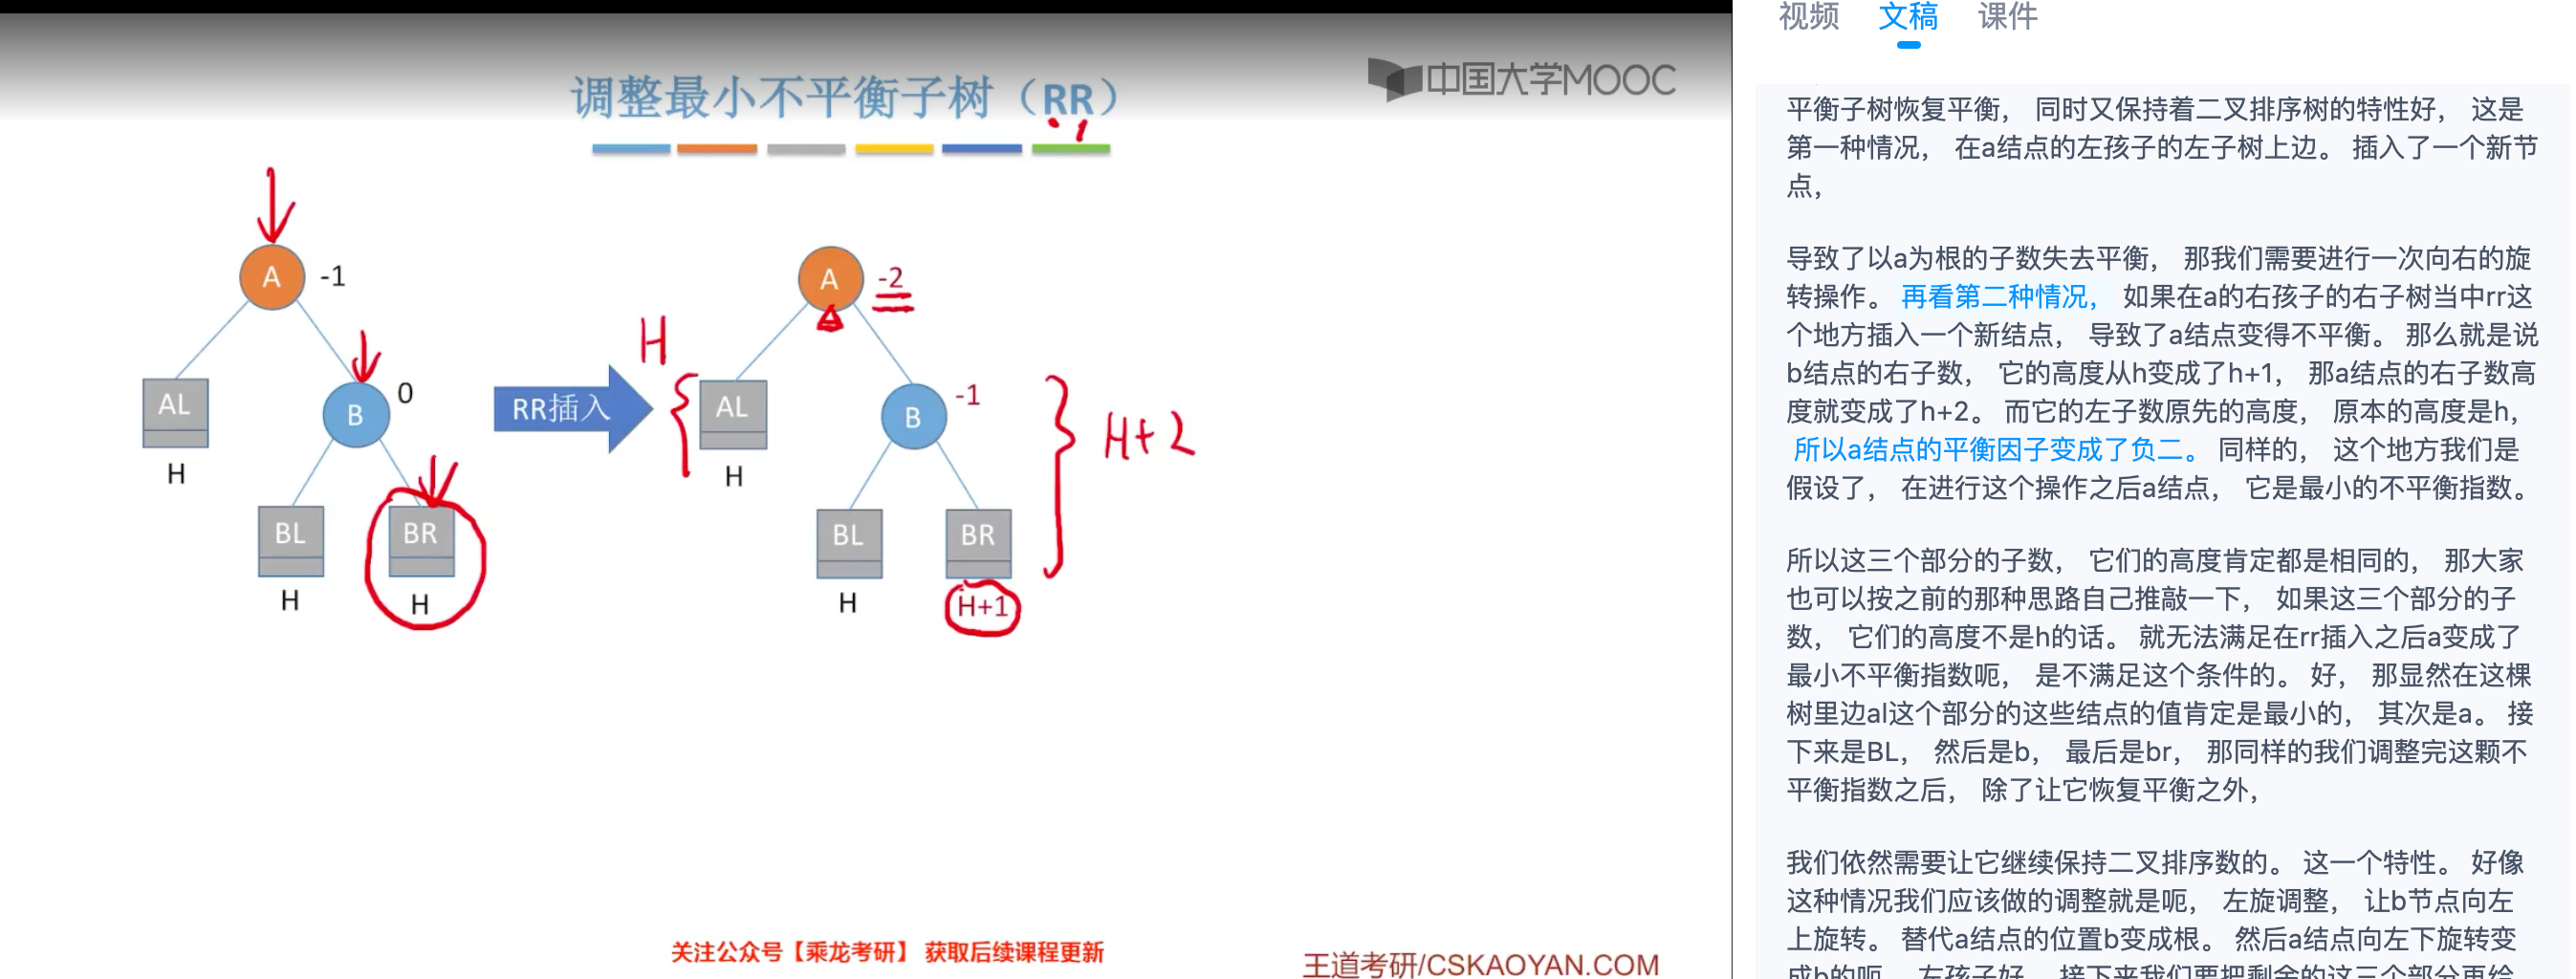 中国大学MOOC
调整最小不平衡子树（RR）
A
-1
AL
H
B
0
BL
H
BR
H
RR插入
A
-2
H
AL
H
B
-1
BL
H
BR
H+1
H+2
关注公众号【乘龙考研】 获取后续课程更新
王道考研/CSKAOYAN.COM
视频 文稿 课件
平衡子树恢复平衡， 同时又保持着二叉排序树的特性好， 这是
第一种情况， 在a结点的左孩子的左子树上边。 插入了一个新节
点，
导致了以a为根的子数失去平衡， 那我们需要进行一次向右的旋
转操作。 再看第二种情况， 如果在a的右孩子的右子树当中rr这
个地方插入一个新结点， 导致了a结点变得不平衡。 那么就是说
b结点的右子数， 它的高度从h变成了h+1， 那a结点的右子数高
度就变成了h+2。 而它的左子数原先的高度， 原本的高度是h，
所以a结点的平衡因子变成了负二。 同样的， 这个地方我们是
假设了， 在进行这个操作之后a结点， 它是最小的不平衡指数。
所以这三个部分的子数， 它们的高度肯定都是相同的， 那大家
也可以按之前的那种思路自己推敲一下， 如果这三个部分的子
数， 它们的高度不是h的话。 就无法满足在rr插入之后a变成了
最小不平衡指数呃， 是不满足这个条件的。 好， 那显然在这棵
树里边al这个部分的这些结点的值肯定是最小的， 其次是a。 接
下来是BL， 然后是b， 最后是br， 那同样的我们调整完这颗不
平衡指数之后， 除了让它恢复平衡之外，
我们依然需要让它继续保持二叉排序数的。 这一个特性。 好像
这种情况我们应该做的调整就是呃， 左旋调整， 让b节点向左
上旋转。 替代a结点的位置b变成根。 然后a结点向左下旋转变
成b的呃， 左孩子好， 接下来我们要把剩余的这三个部分再给